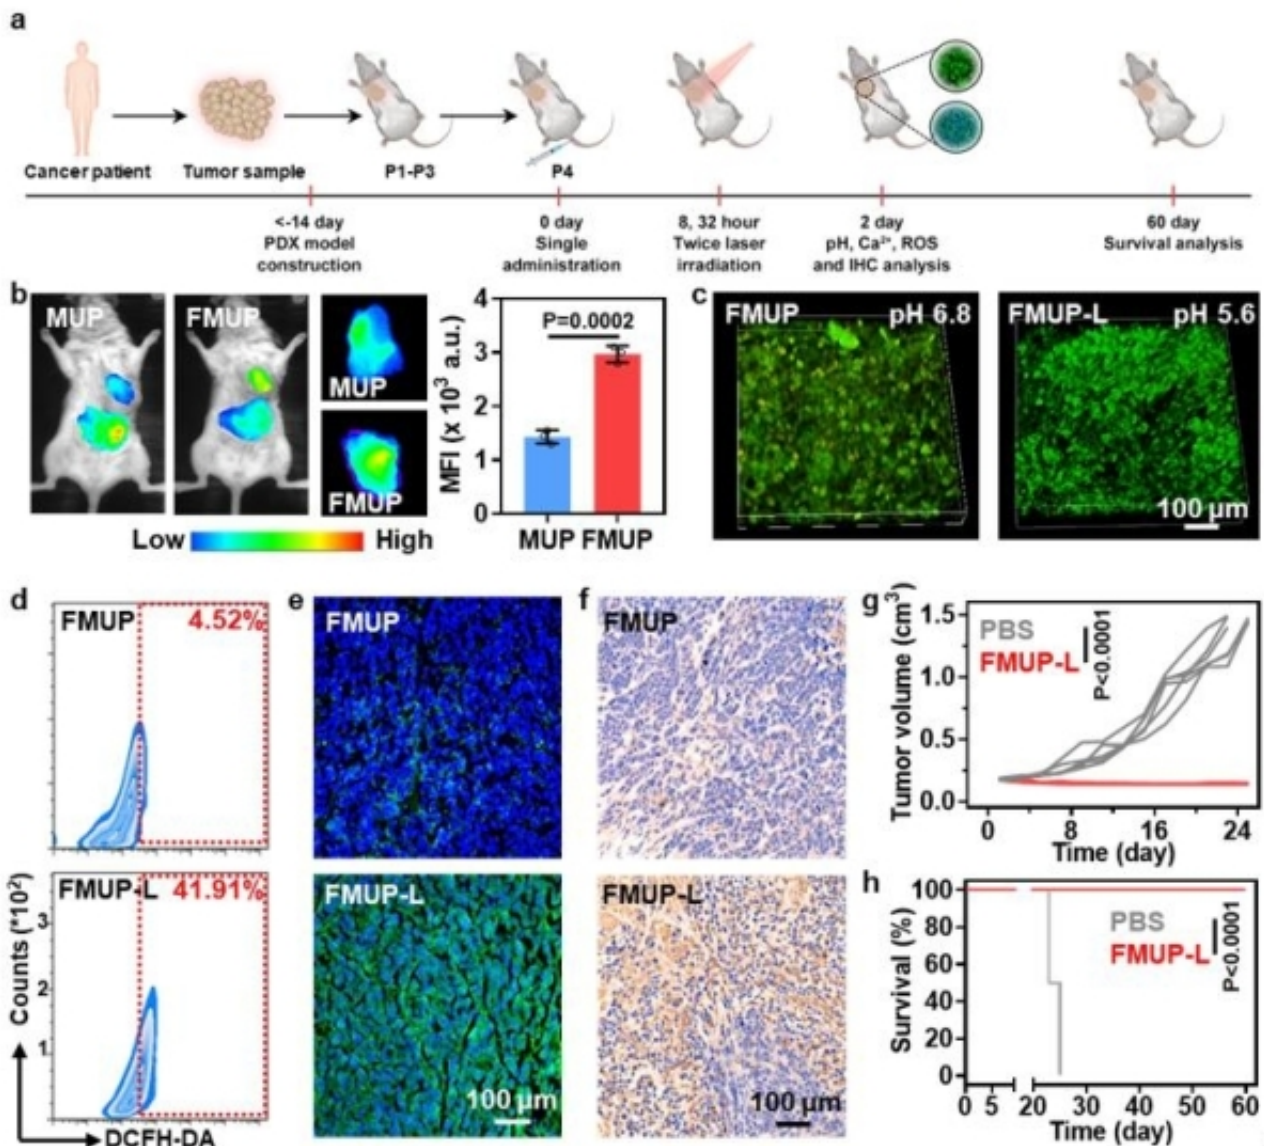 a
Cancer patient
Tumor sample
P1-P3
P4
<-14 day
PDX model
construction
0 day
Single
administration
8, 32 hour
Twice laser
irradiation
2 day
pH, Ca²⁺, ROS
and IHC analysis
60 day
Survival analysis
b
MUP
FMUP
MUP
FMUP
Low
High
MFI (x 10³ a.u.)
4
3
2
1
0
P=0.0002
MUP FMUP
c
FMUP
pH 6.8
FMUP-L
pH 5.6
100 µm
d
FMUP
4.52%
FMUP-L
41.91%
Counts (*10²)
3
2
1
DCFH-DA
e
FMUP
FMUP-L
100 µm
f
FMUP
FMUP-L
100 µm
g
Tumor volume (cm³)
1.5
1.0
0.5
0.0
PBS
FMUP-L
P<0.0001
0 8 16 24
Time (day)
h
Survival (%)
100
80
60
40
20
0
PBS
FMUP-L
P<0.0001
0 5 20 30 40 50 60
Time (day)